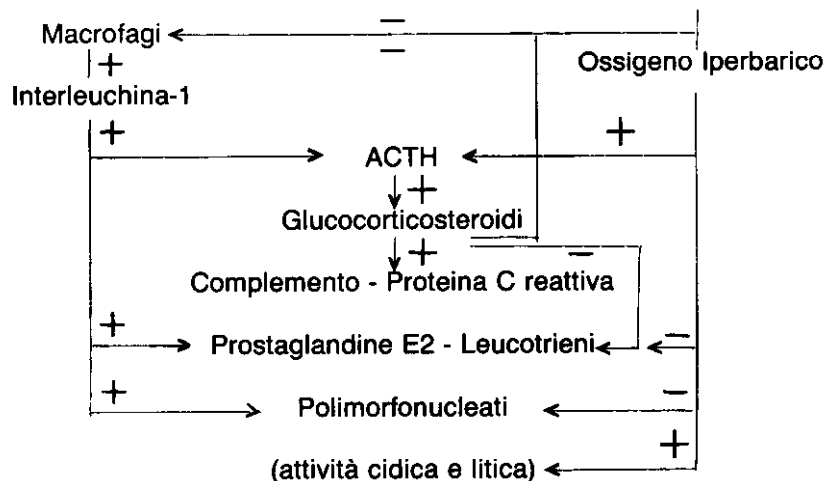 Macrofagi
−
−
+
Ossigeno Iperbarico
Interleuchina-1
+
+
ACTH
+
Glucocorticosteroidi
+
−
Complemento - Proteina C reattiva
+
Prostaglandine E2 - Leucotrieni
−
+
Polimorfonucleati
−
+
(attività cidica e litica)